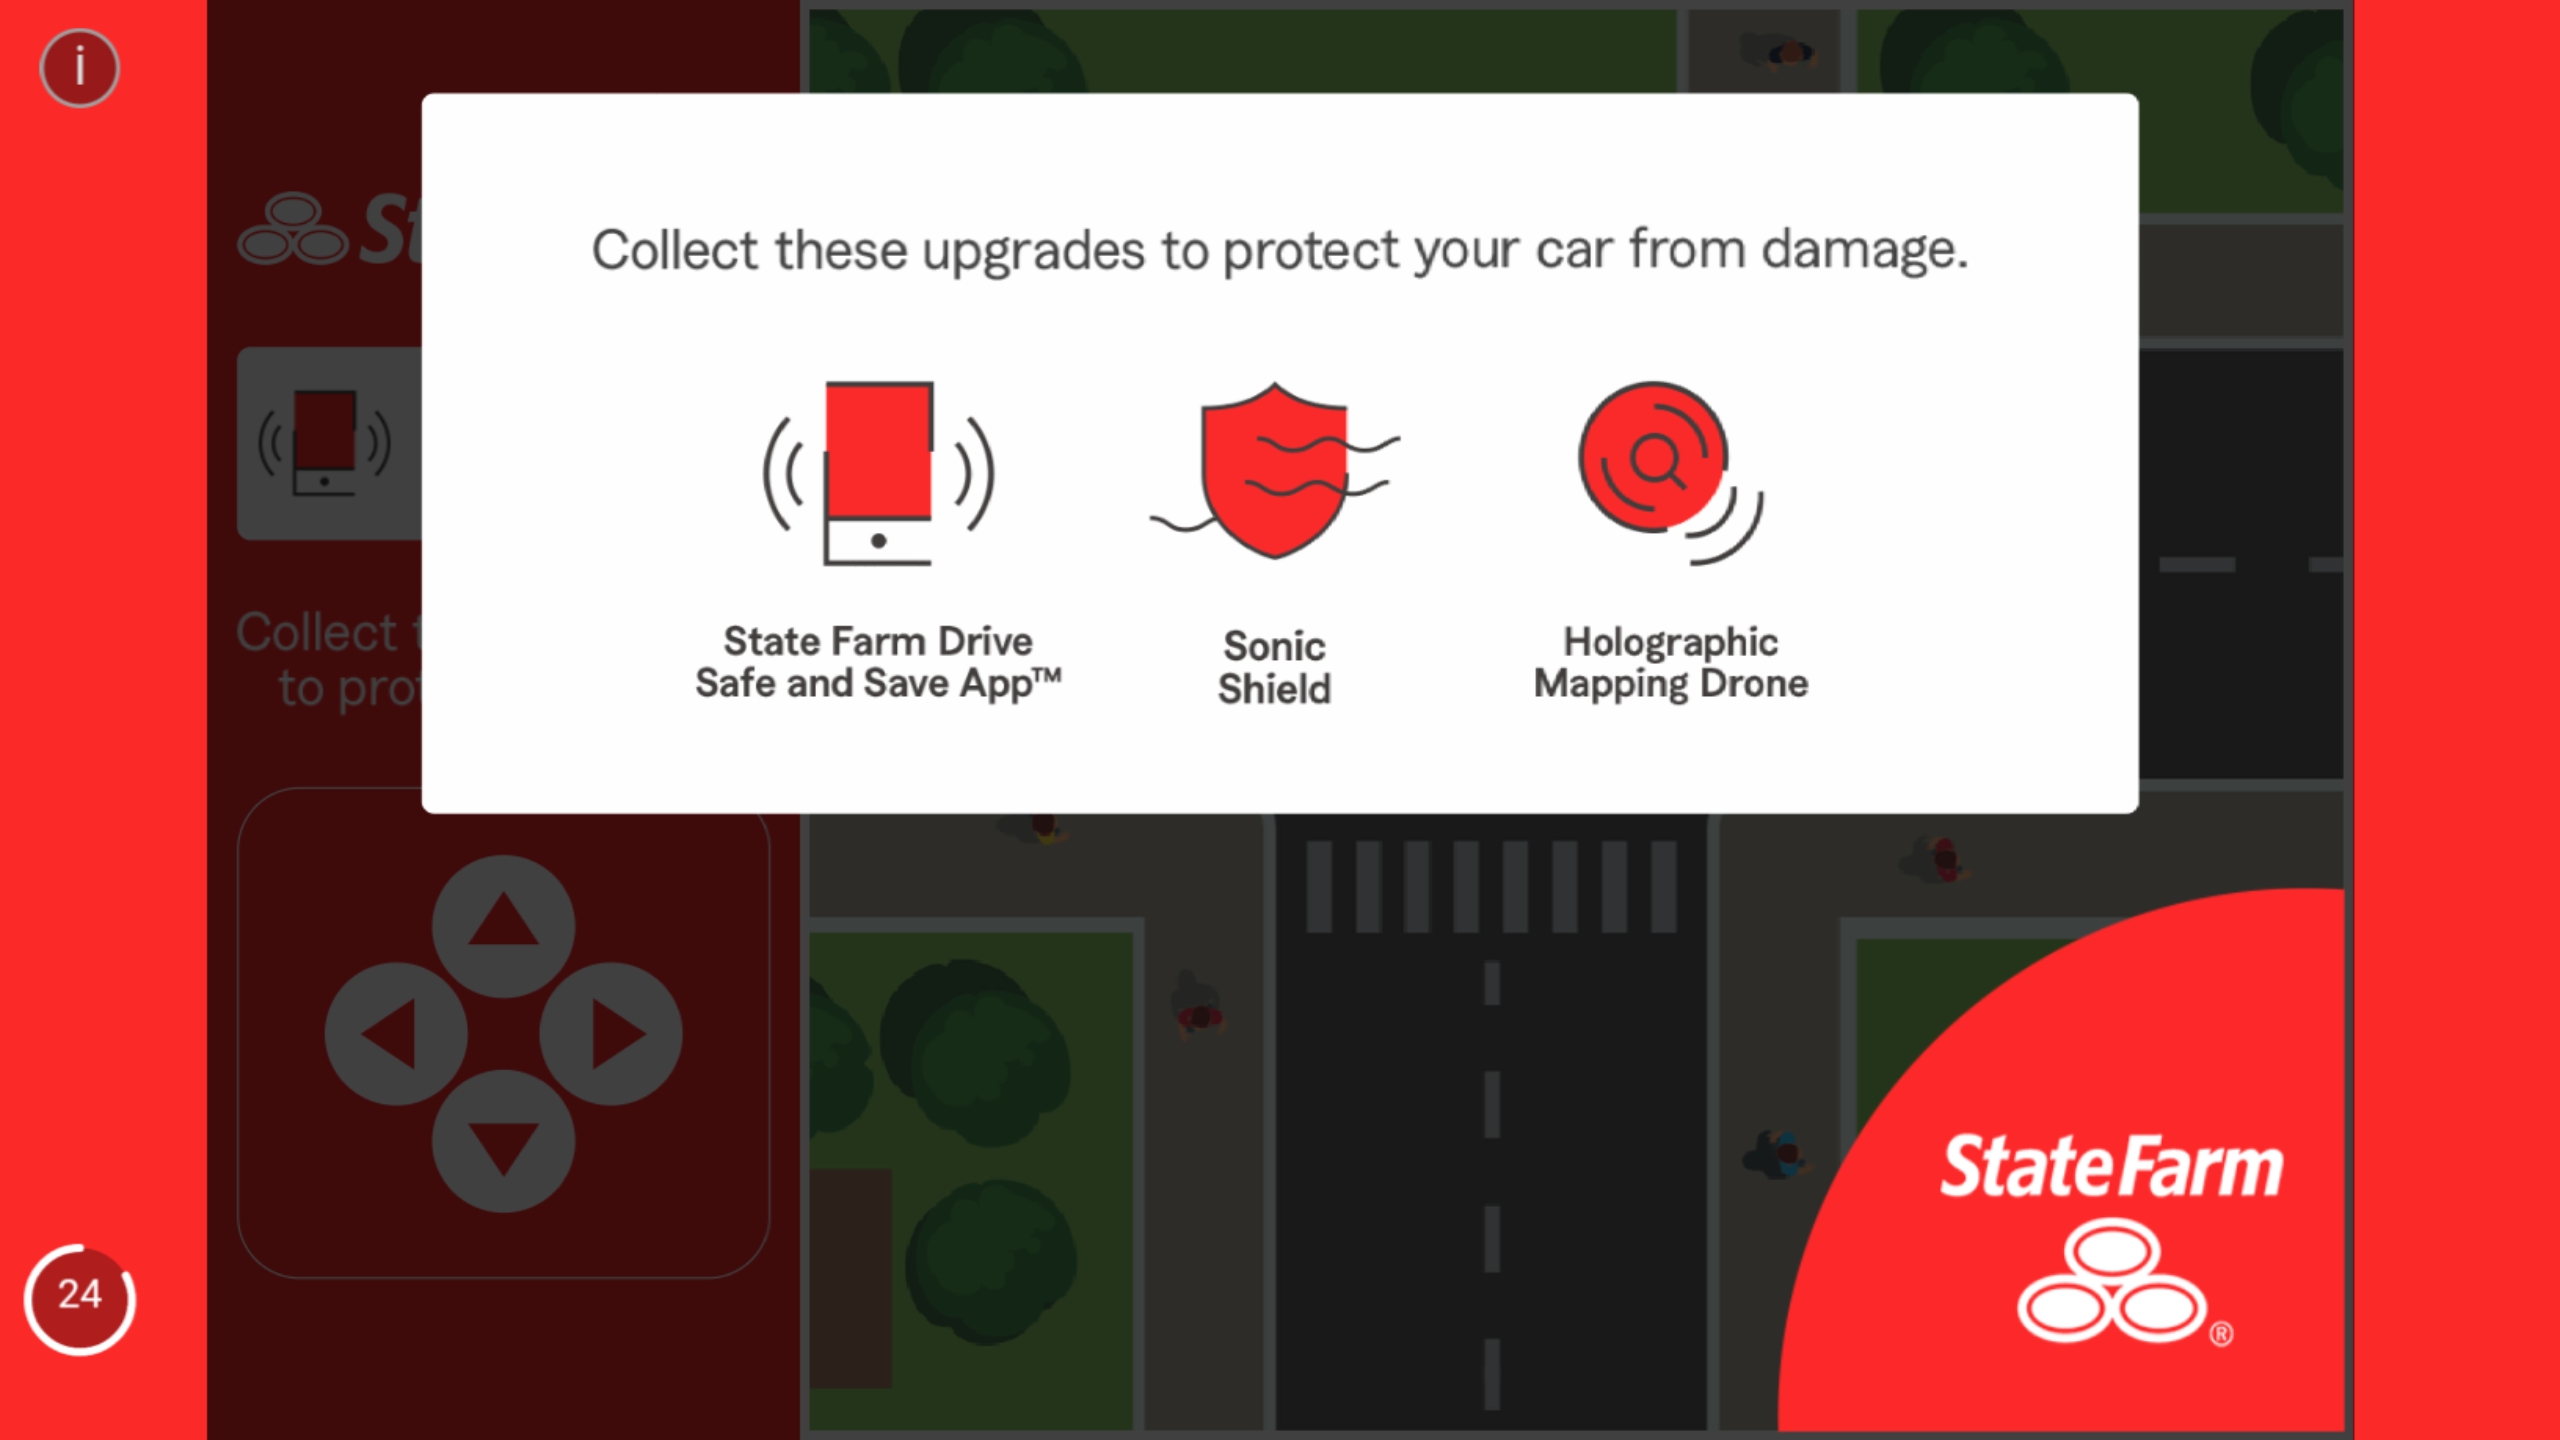 i
St
Collect these upgrades to protect your car from damage.
State Farm Drive
Safe and Save App™
Sonic
Shield
Holographic
Mapping Drone
Collect
to pro
StateFarm
®
24